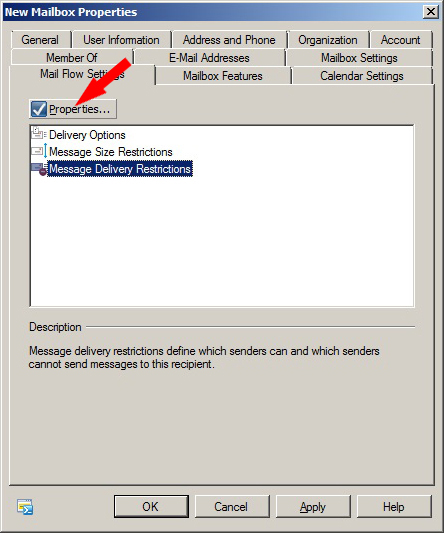 New Mailbox Properties
General User Information Address and Phone Organization Account
Member Of E-Mail Addresses Mailbox Settings
Mail Flow Settings Mailbox Features Calendar Settings
Properties...
Delivery Options
Message Size Restrictions
Message Delivery Restrictions
Description
Message delivery restrictions define which senders can and which senders
cannot send messages to this recipient.
OK Cancel Apply Help